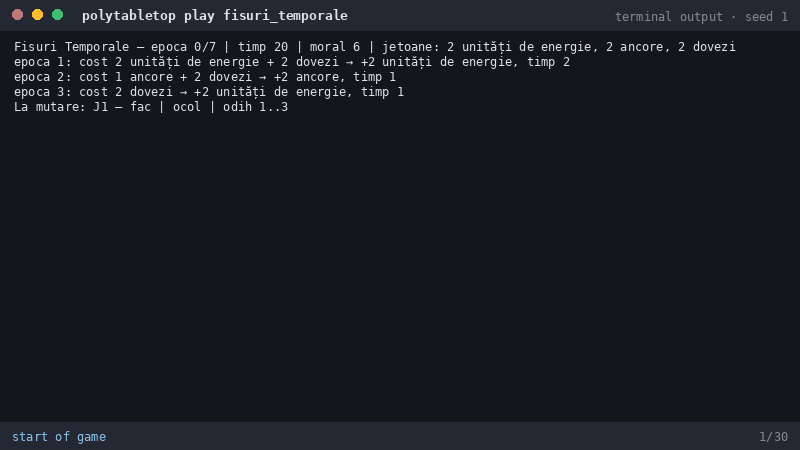 polytabletop play fisuri_temporale
terminal output · seed 1
Fisuri Temporale — epoca 0/7 | timp 20 | moral 6 | jetoane: 2 unități de energie, 2 ancore, 2 dovezi
epoca 1: cost 2 unități de energie + 2 dovezi → +2 unități de energie, timp 2
epoca 2: cost 1 ancore + 2 dovezi → +2 ancore, timp 1
epoca 3: cost 2 dovezi → +2 unități de energie, timp 1
La mutare: J1 — fac | ocol | odih 1..3
start of game
1/30